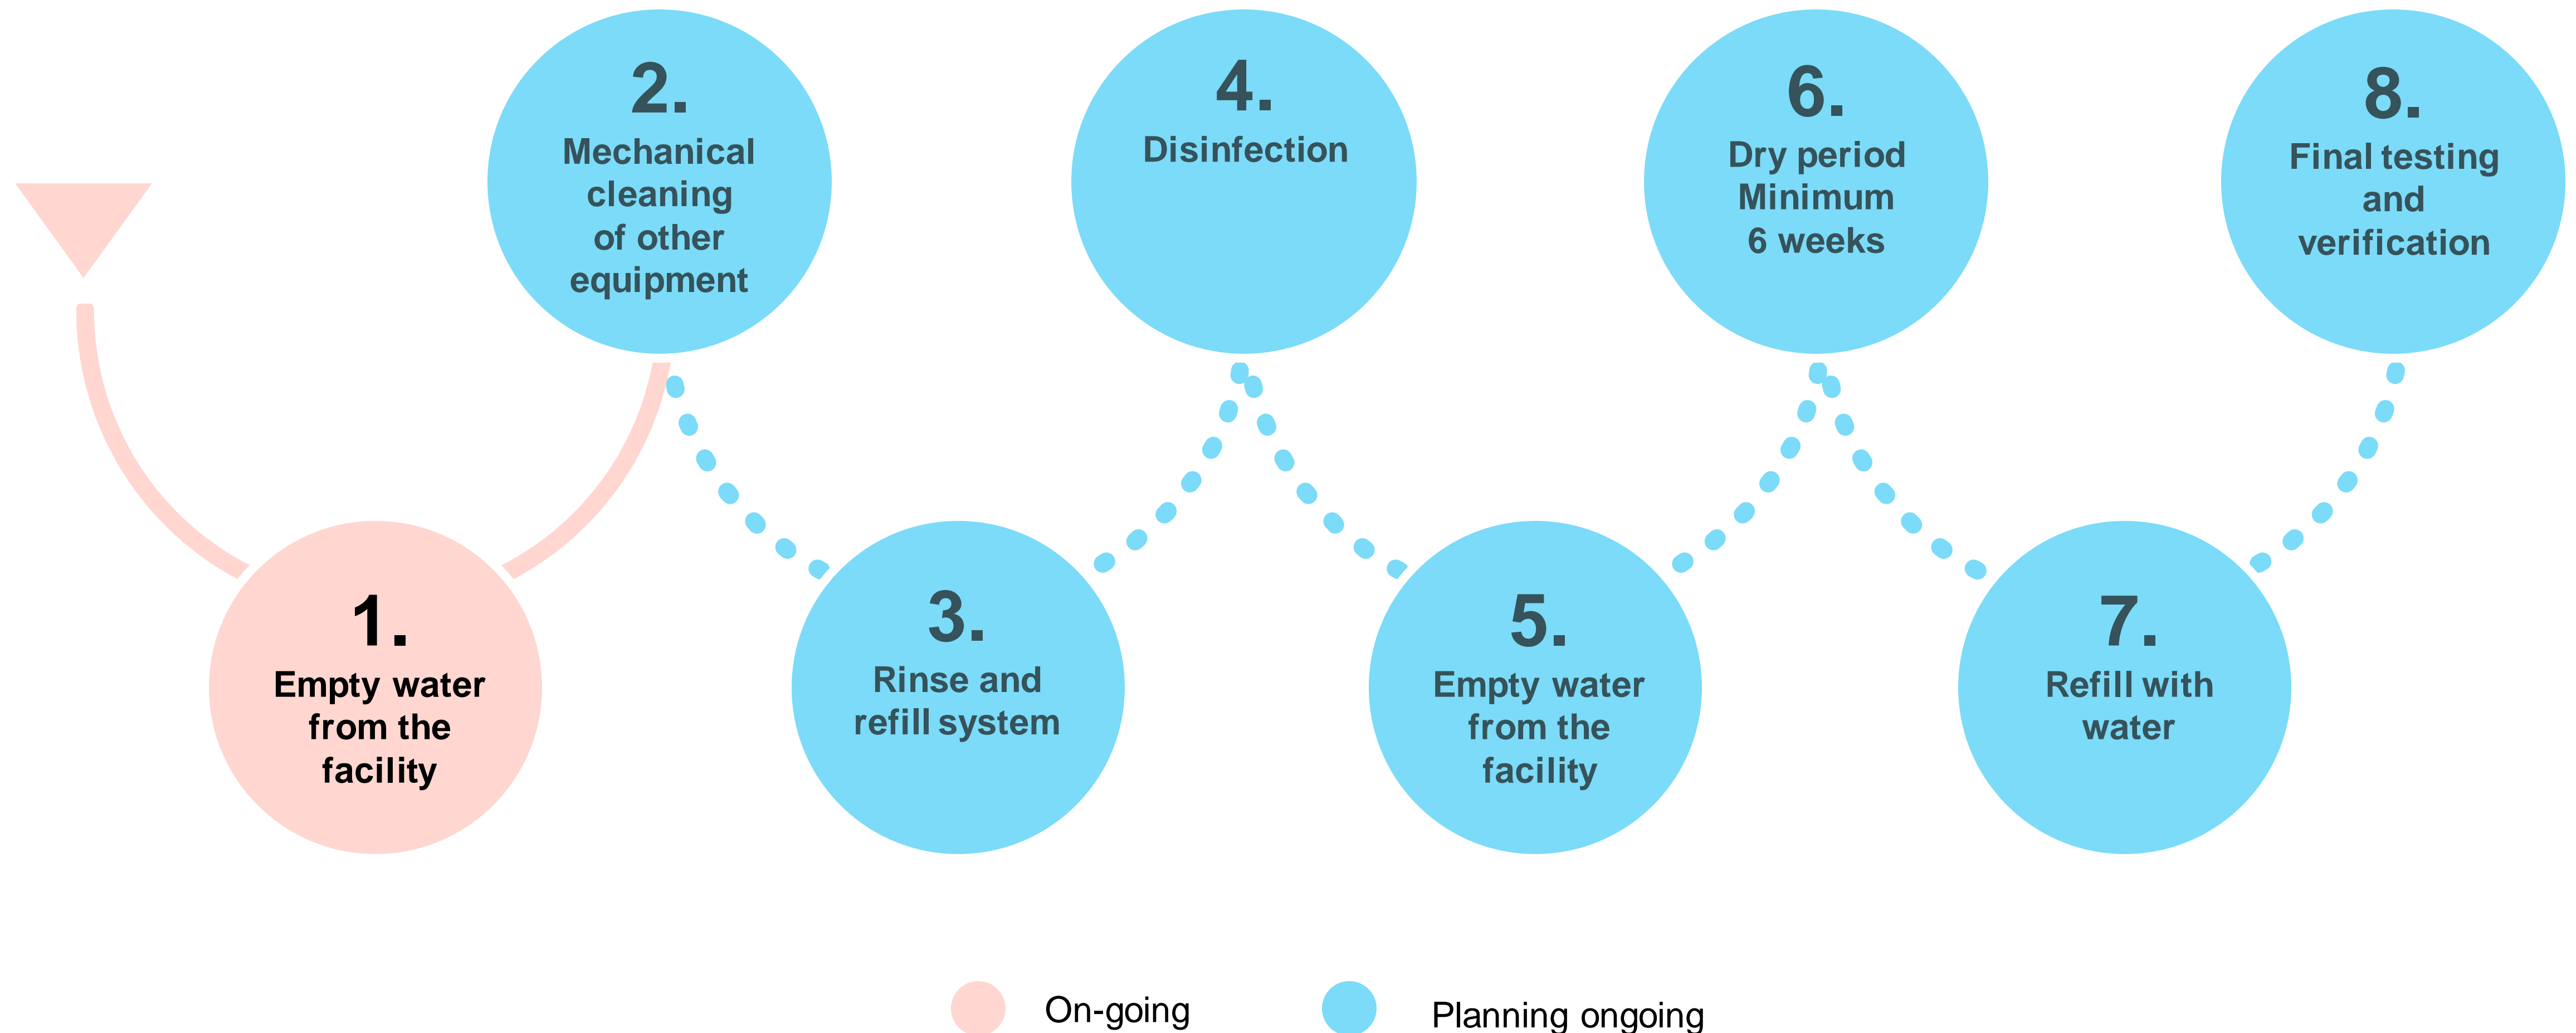 1.
Empty water
from the
facility
2.
Mechanical
cleaning
of other
equipment
3.
Rinse and
refill system
4.
Disinfection
5.
Empty water
from the
facility
6.
Dry period
Minimum
6 weeks
7.
Refill with
water
8.
Final testing
and
verification
On-going
Planning ongoing